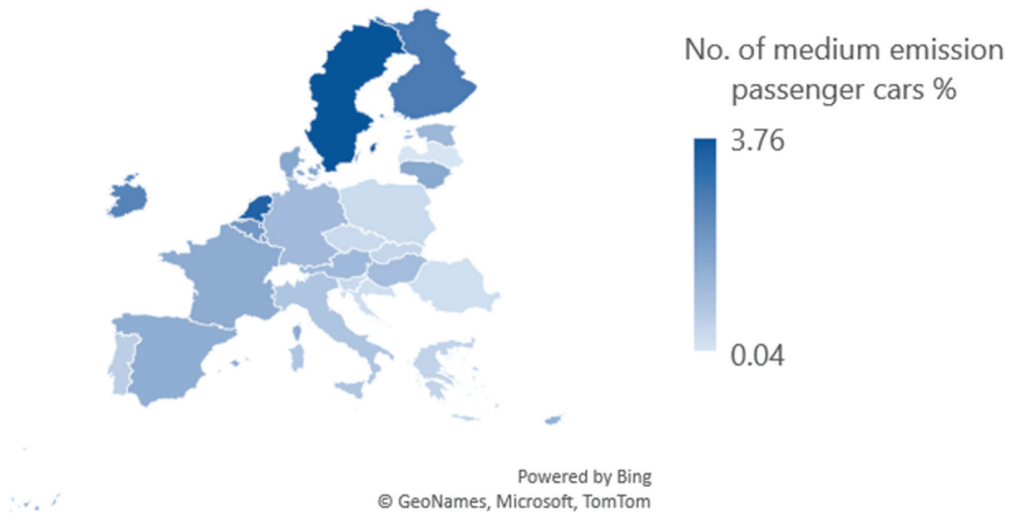 No. of medium emission
passenger cars %
3.76
0.04
Powered by Bing
© GeoNames, Microsoft, TomTom